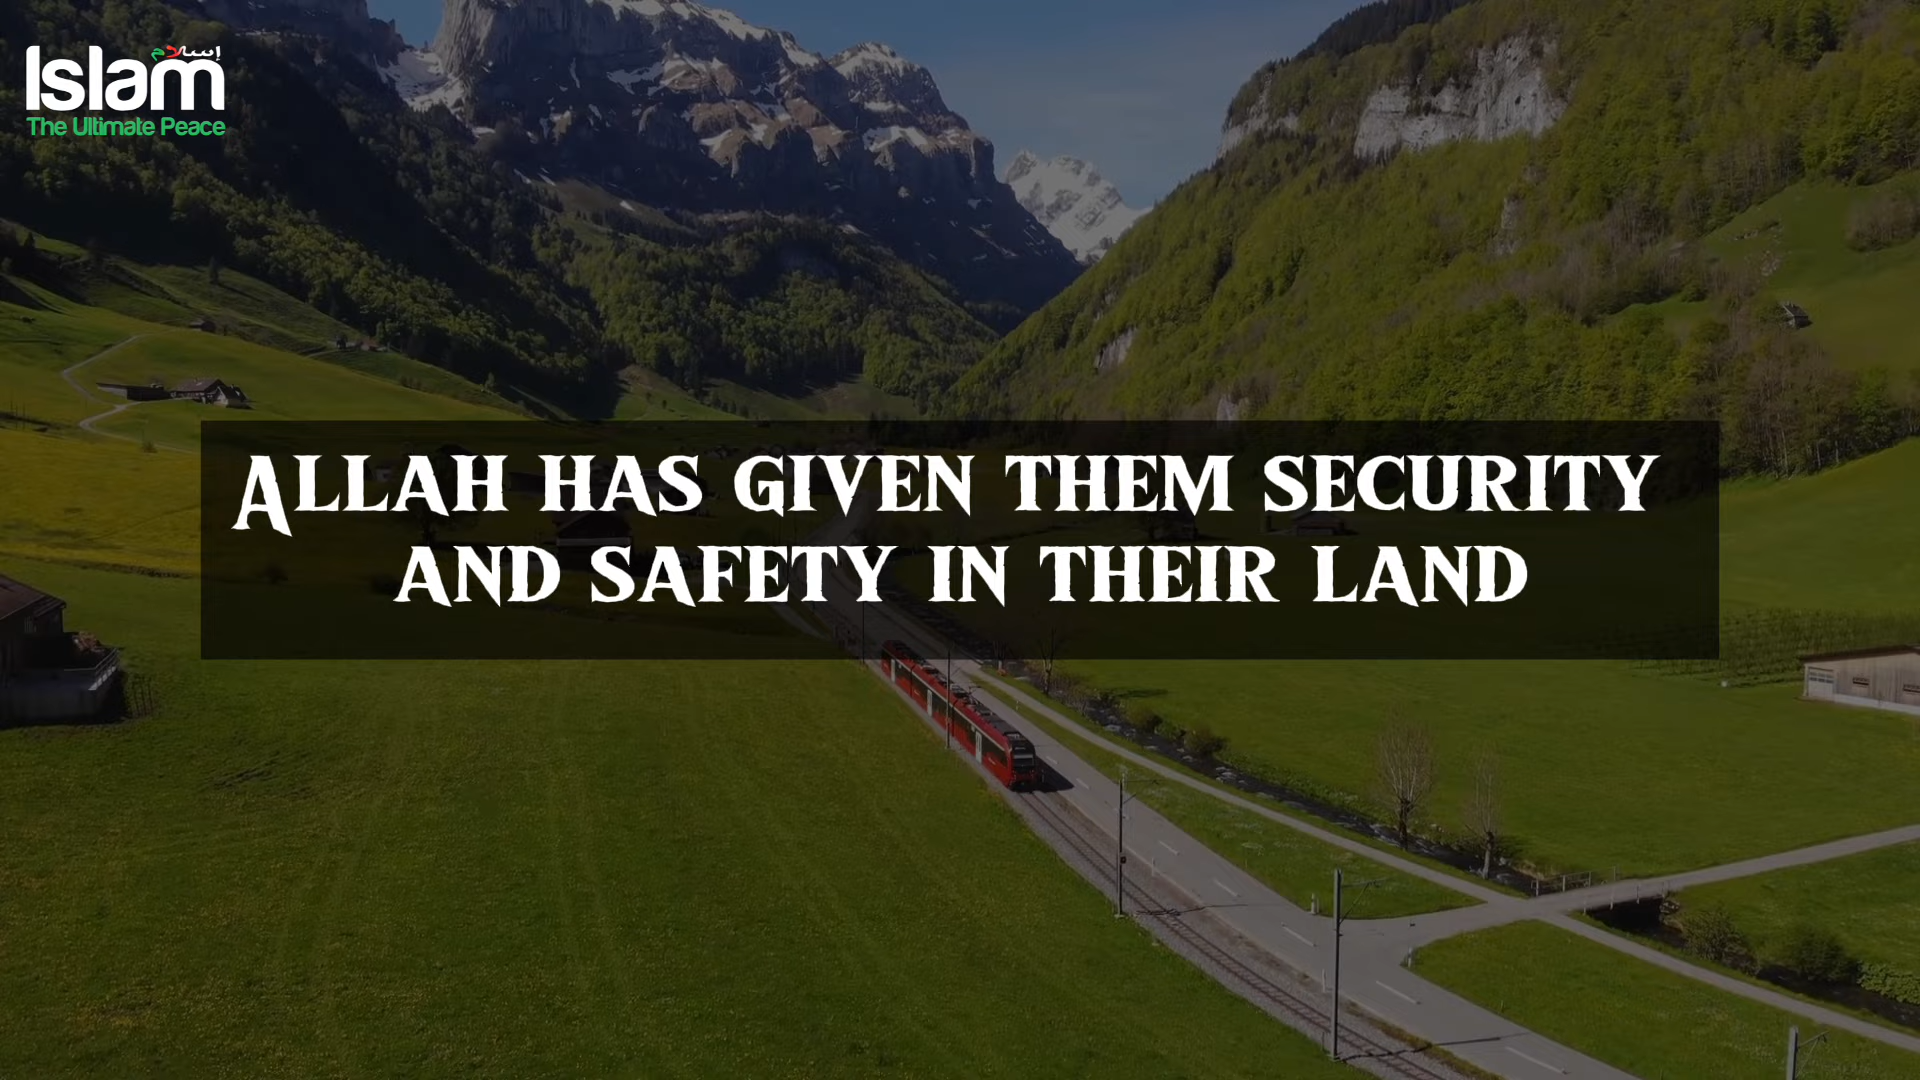 إسلام
Islam
The Ultimate Peace
Allah has given them security
and safety in their land